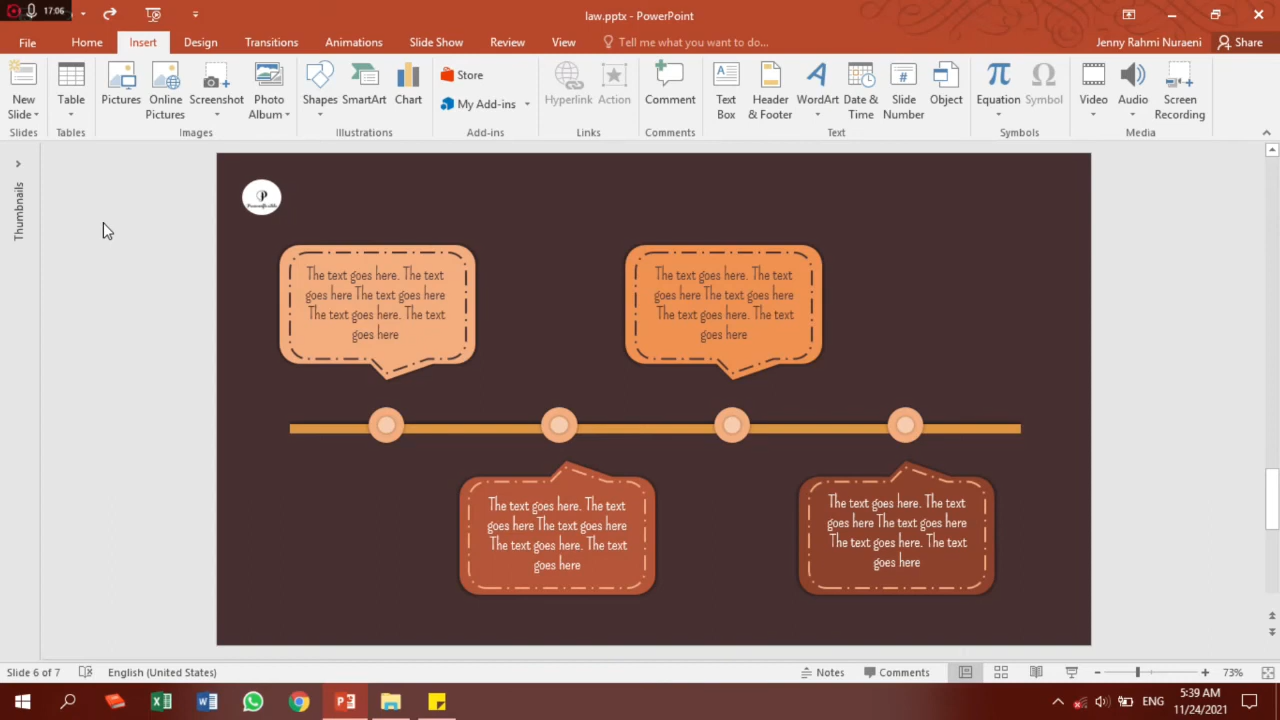 17:06
law.pptx - PowerPoint
File Home Insert Design Transitions Animations Slide Show Review View Tell me what you want to do... Jenny Rahmi Nuraeni Share
New Slide
Table
Pictures
Online Pictures
Screenshot
Photo Album
Shapes
SmartArt
Chart
Store
My Add-ins
Hyperlink
Action
Comment
Text Box
Header & Footer
WordArt
Date & Time
Slide Number
Object
Equation
Symbol
Video
Audio
Screen Recording
Slides Tables Images Illustrations Add-ins Links Comments Text Symbols Media
Thumbnails
P
The text goes here. The text
goes here The text goes here
The text goes here. The text
goes here
The text goes here. The text
goes here The text goes here
The text goes here. The text
goes here
The text goes here. The text
goes here The text goes here
The text goes here. The text
goes here
The text goes here. The text
goes here The text goes here
The text goes here. The text
goes here
Slide 6 of 7 English (United States) Notes Comments 73%
ENG
5:39 AM
11/24/2021